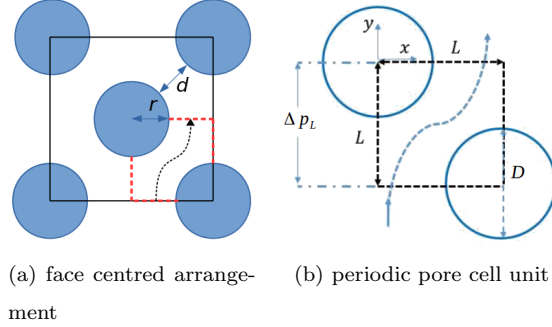 d
r
y
x
L
Δ p_L
L
D
(a) face centred arrange-
ment
(b) periodic pore cell unit